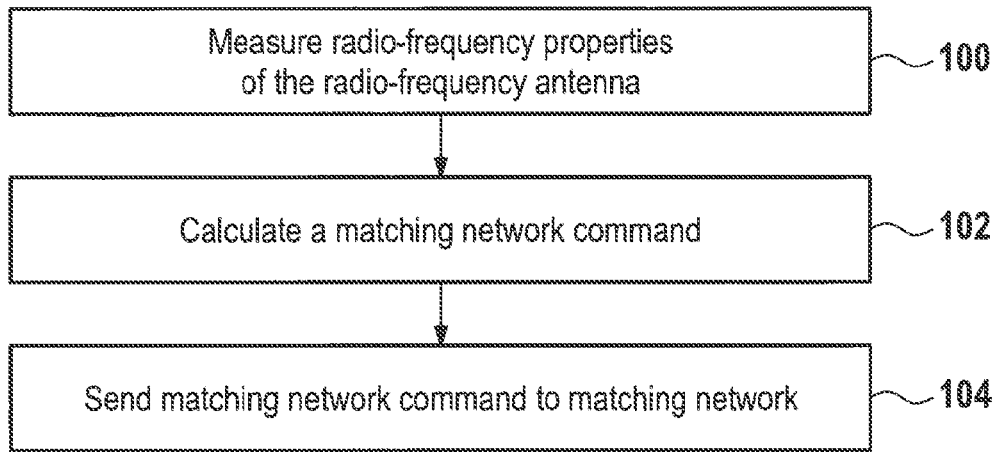 Measure radio-frequency properties
of the radio-frequency antenna
100
Calculate a matching network command
102
Send matching network command to matching network
104